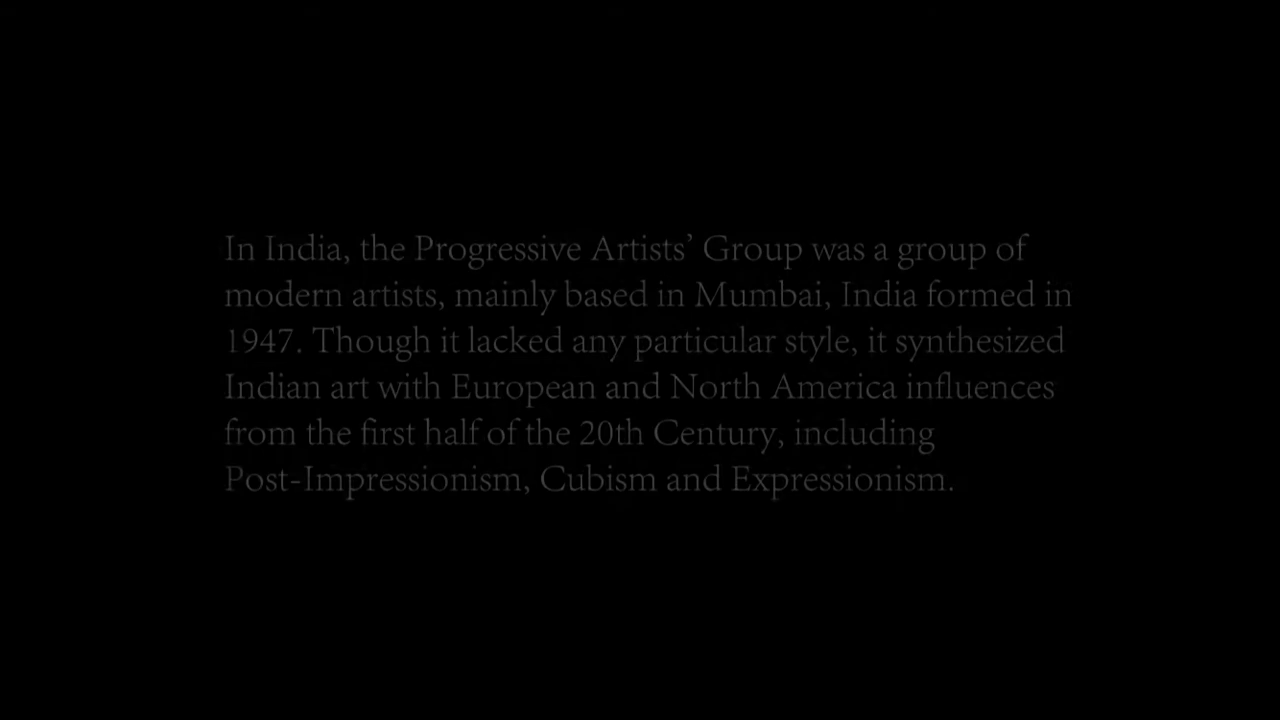 In India, the Progressive Artists’ Group was a group of
modern artists, mainly based in Mumbai, India formed in
1947. Though it lacked any particular style, it synthesized
Indian art with European and North America influences
from the first half of the 20th Century, including
Post-Impressionism, Cubism and Expressionism.